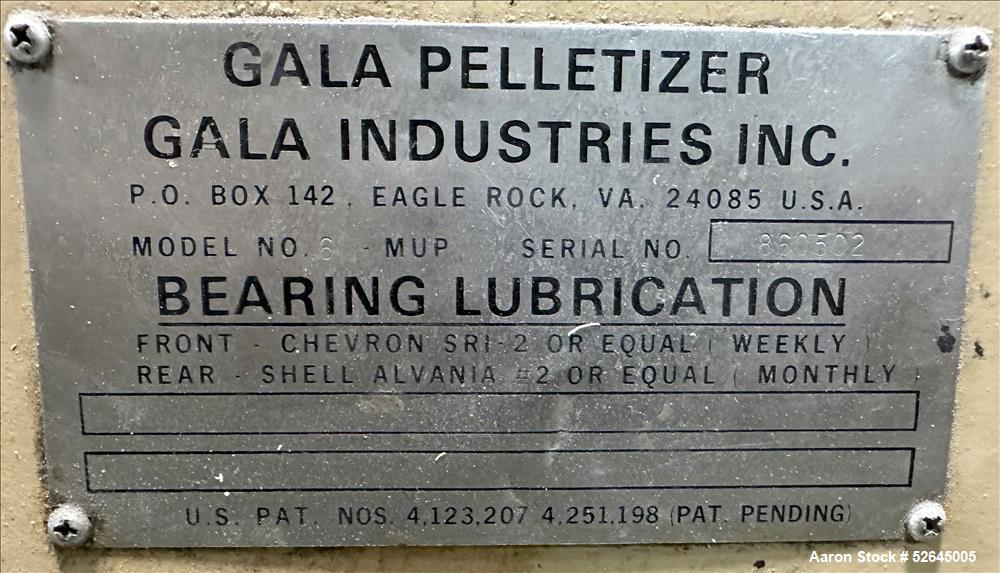 GALA PELLETIZER
GALA INDUSTRIES INC.
P.O. BOX 142, EAGLE ROCK, VA. 24085 U.S.A.
MODEL NO. 6 - MUP SERIAL NO. 860502
BEARING LUBRICATION
FRONT - CHEVRON SRI-2 OR EQUAL (WEEKLY)
REAR - SHELL ALVANIA #2 OR EQUAL (MONTHLY)
U.S. PAT. NOS. 4,123,207 4,251,198 (PAT. PENDING)
Aaron Stock # 52645005